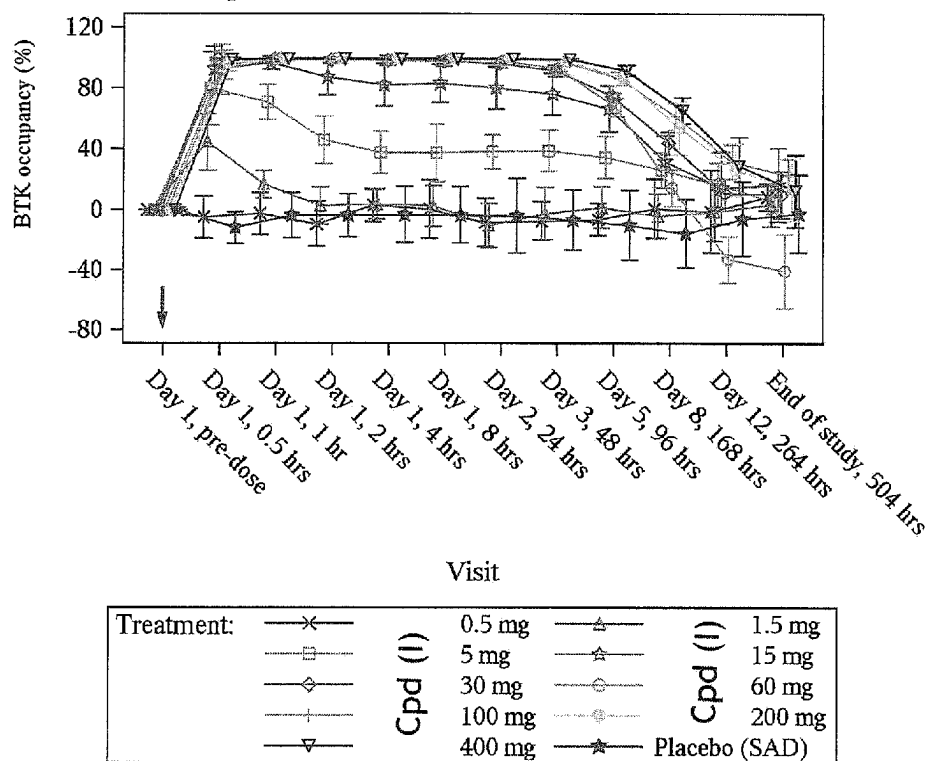 BTK occupancy (%)
120
80
40
0
-40
-80
Day 1, pre-dose
Day 1, 0.5 hrs
Day 1, 1 hr
Day 1, 2 hrs
Day 1, 4 hrs
Day 1, 8 hrs
Day 2, 24 hrs
Day 3, 48 hrs
Day 5, 96 hrs
Day 8, 168 hrs
Day 12, 264 hrs
End of study, 504 hrs
Visit
Treatment:
Cpd (I)
0.5 mg
5 mg
30 mg
100 mg
400 mg
Cpd (I)
1.5 mg
15 mg
60 mg
200 mg
Placebo (SAD)